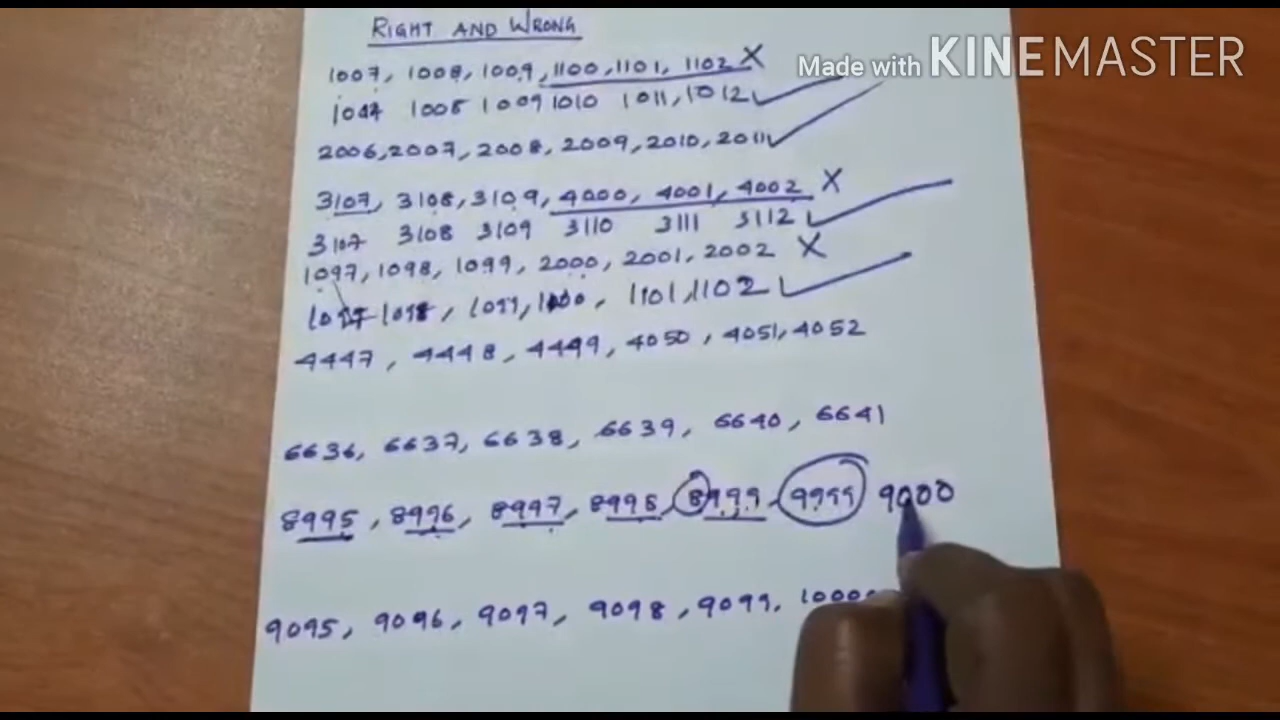 RIGHT AND WRONG
Made with KINEMASTER
1007, 1008, 1009, 1100, 1101, 1102 X
1008 1009 1010 1011, 1012 ✓
2006, 2007, 2008, 2009, 2010, 2011 ✓
3107, 3108, 3109, 4000, 4001, 4002 X
3107 3108 3109 3110 3111 3112 ✓
1097, 1098, 1099, 2000, 2001, 2002 X
1098, 1099, 1101, 1102 ✓
4447, 4448, 4449, 4050, 4051, 4052
6636, 6637, 6638, 6639, 6640, 6641
8995, 8996, 8997, 8998, 8999, 9999 9000
9095, 9096, 9097, 9098, 9099, 10000